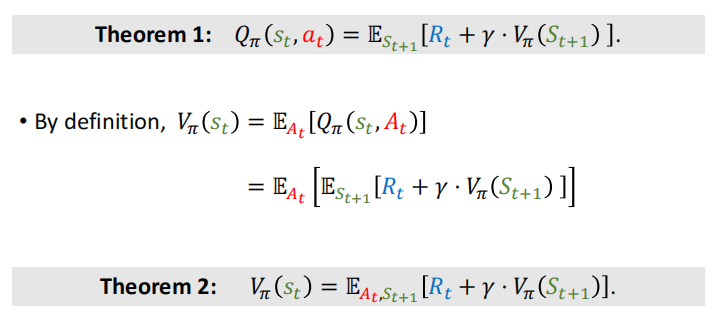 Theorem 1: Qπ(st, at) = 𝔼St+1[Rt + γ · Vπ(St+1) ].
• By definition, Vπ(st) = 𝔼At[Qπ(st, At)]
= 𝔼At[𝔼St+1[Rt + γ · Vπ(St+1) ]]
Theorem 2: Vπ(st) = 𝔼At,St+1[Rt + γ · Vπ(St+1)].